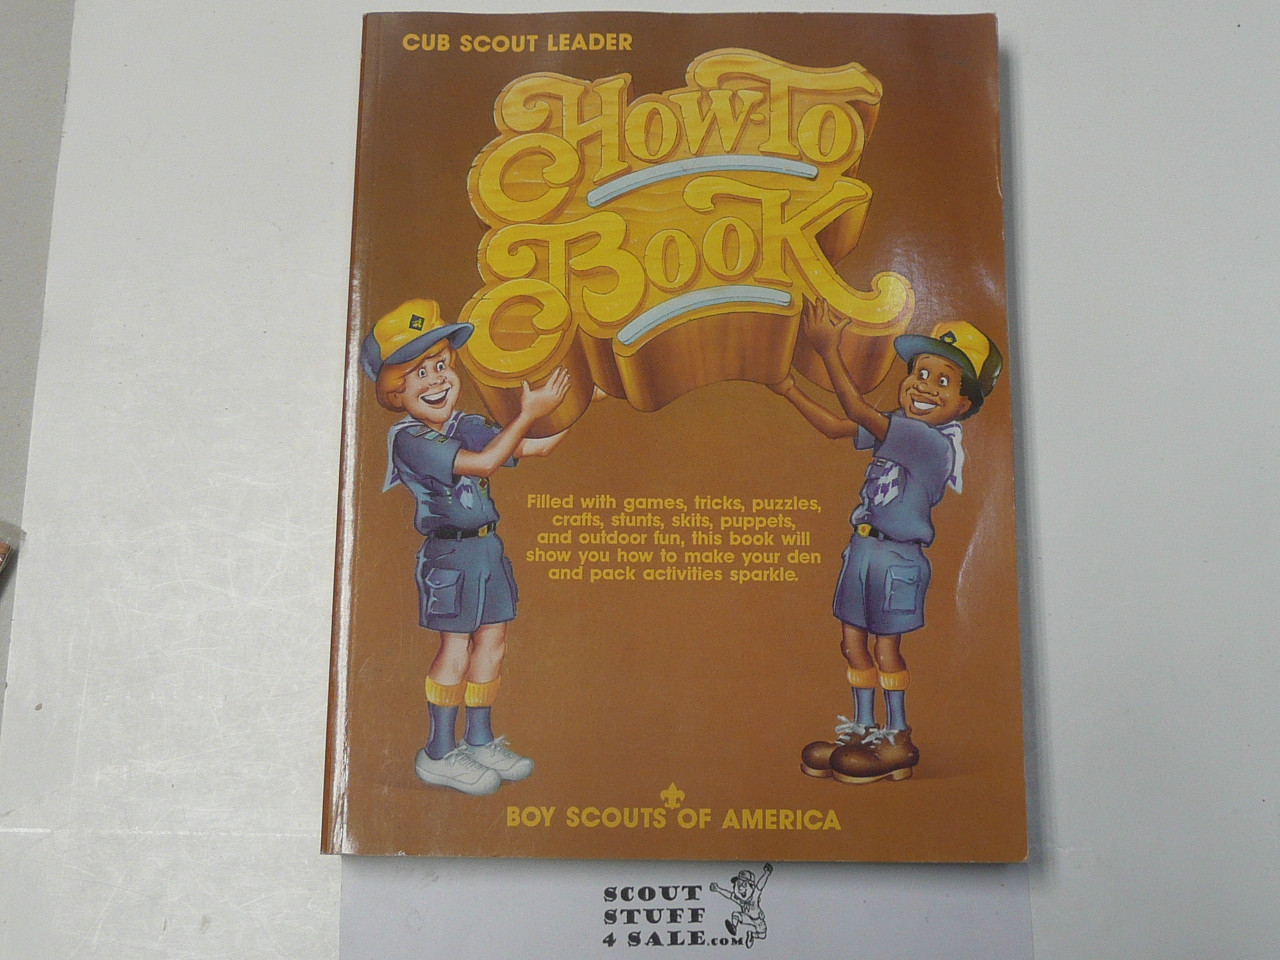 CUB SCOUT LEADER
How-To
Book
Filled with games, tricks, puzzles,
crafts, stunts, skits, puppets,
and outdoor fun, this book will
show you how to make your den
and pack activities sparkle.
BOY SCOUTS OF AMERICA
SCOUT
STUFF
4 SALE.com